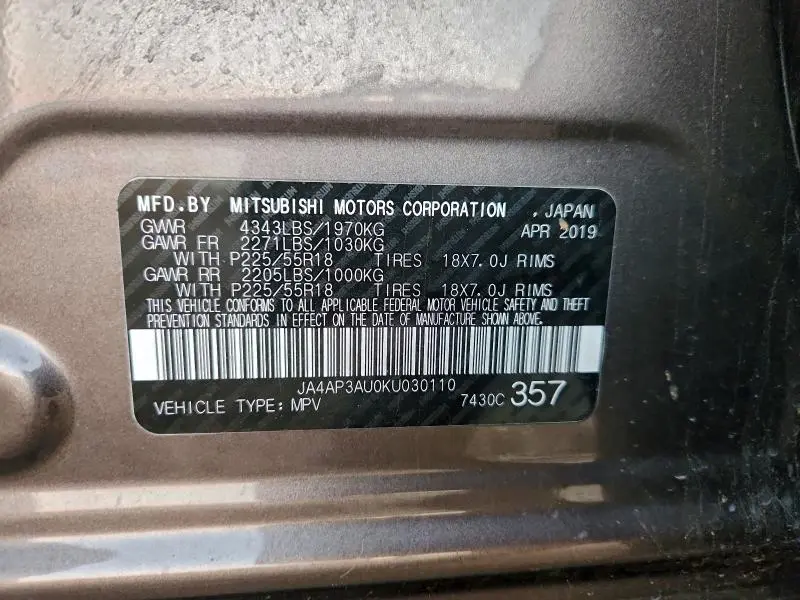 MFD.BY MITSUBISHI MOTORS CORPORATION , JAPAN
GWR 4343LBS/1970KG APR 2019
GAWR FR 2271LBS/1030KG
WITH P225/55R18 TIRES 18X7.0J RIMS
GAWR RR 2205LBS/1000KG
WITH P225/55R18 TIRES 18X7.0J RIMS
THIS VEHICLE CONFORMS TO ALL APPLICABLE FEDERAL MOTOR VEHICLE SAFETY AND THEFT
PREVENTION STANDARDS IN EFFECT ON THE DATE OF MANUFACTURE SHOWN ABOVE.
JA4AP3AU0KU030110
VEHICLE TYPE: MPV 7430C 357